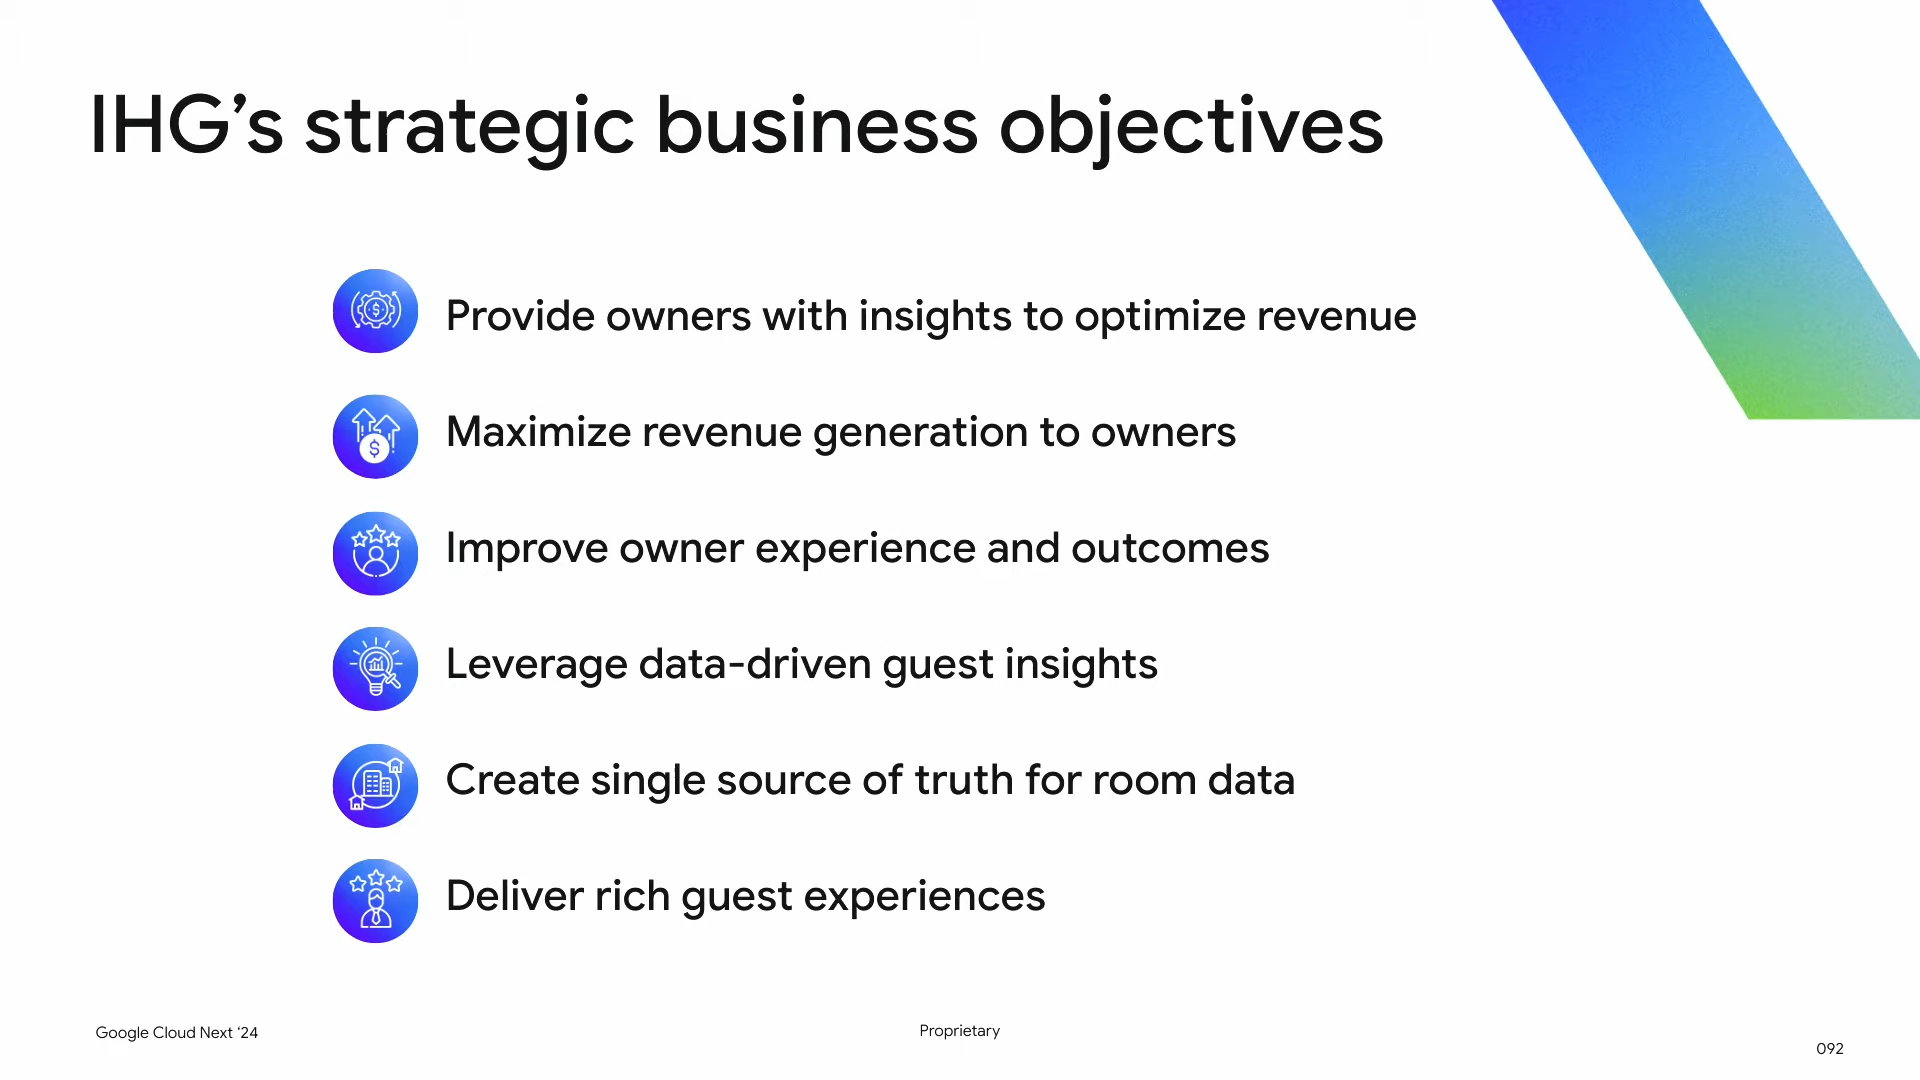 IHG’s strategic business objectives
Provide owners with insights to optimize revenue
Maximize revenue generation to owners
Improve owner experience and outcomes
Leverage data-driven guest insights
Create single source of truth for room data
Deliver rich guest experiences
Google Cloud Next ‘24
Proprietary
092